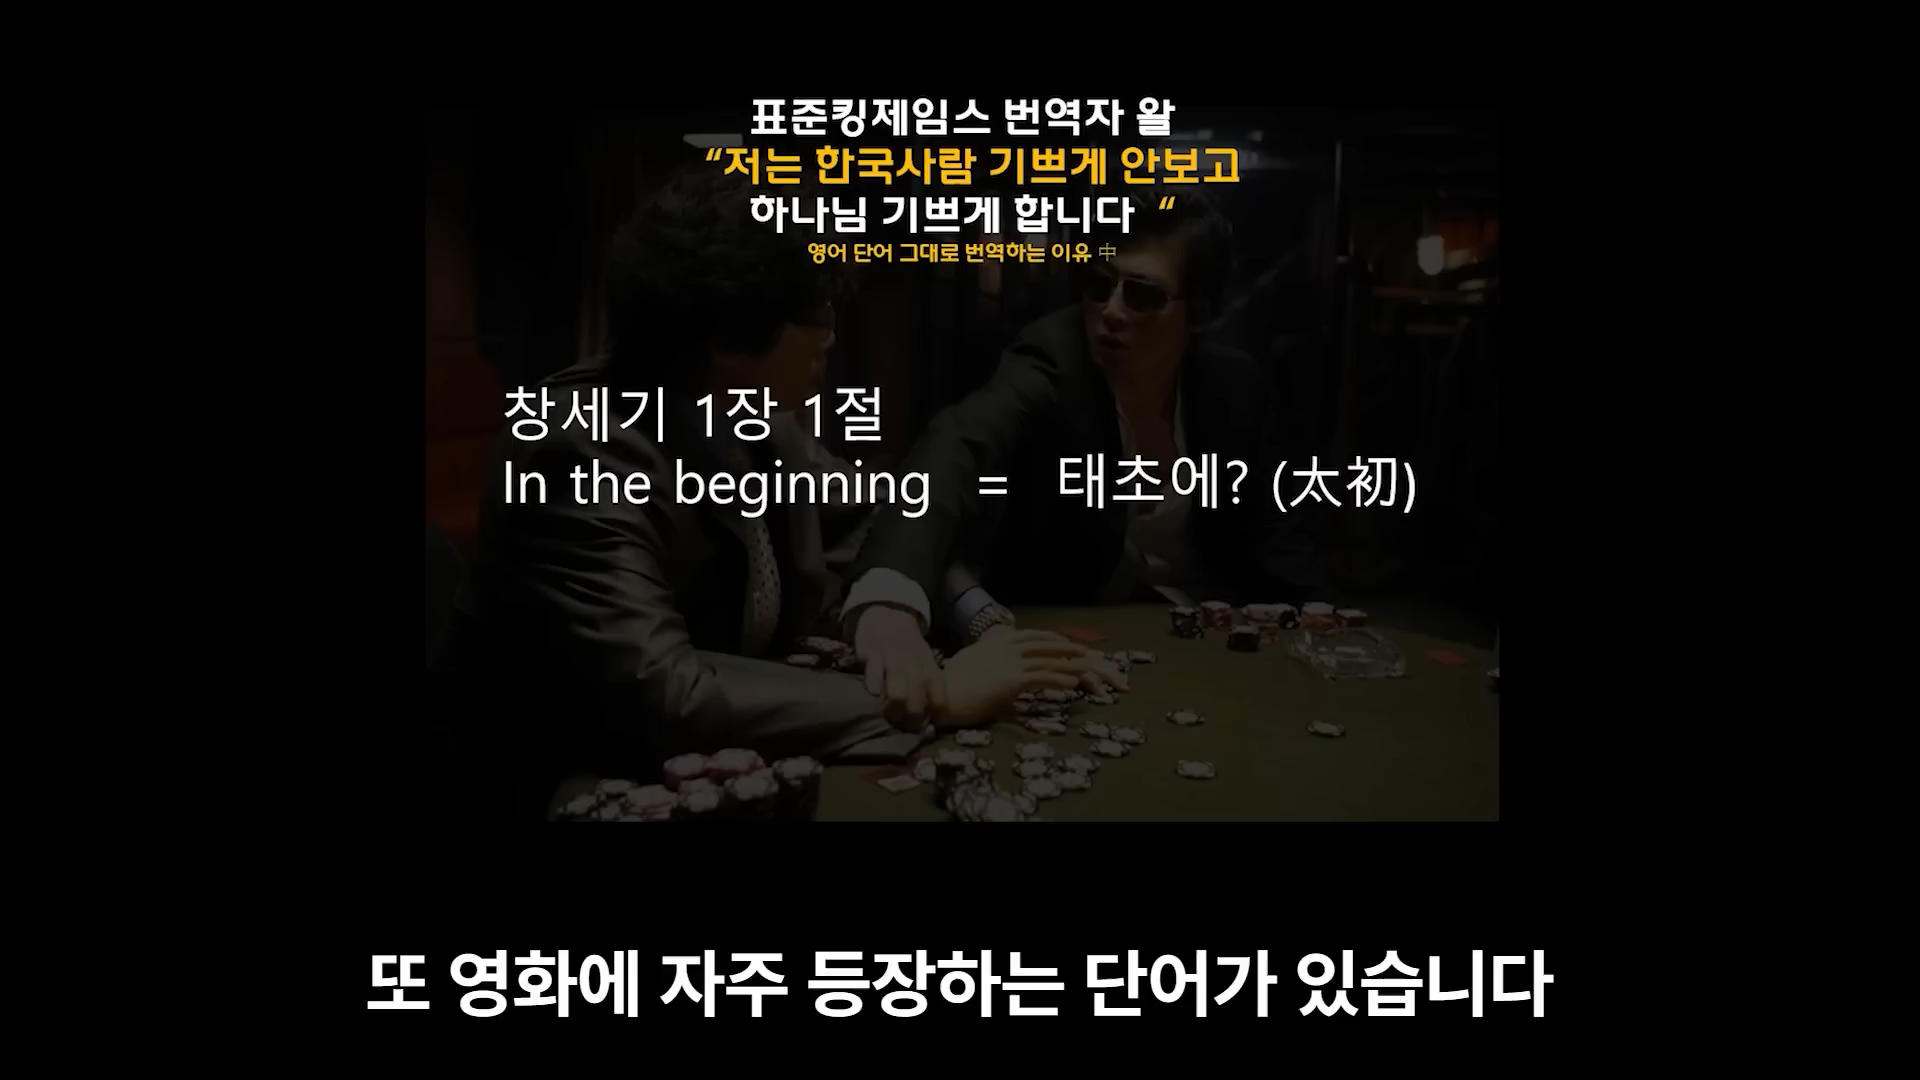 표준킹제임스 번역자 왈
“저는 한국사람 기쁘게 안보고
하나님 기쁘게 합니다 “
영어 단어 그대로 번역하는 이유 中
창세기 1장 1절
In the beginning = 태초에? (太初)
또 영화에 자주 등장하는 단어가 있습니다